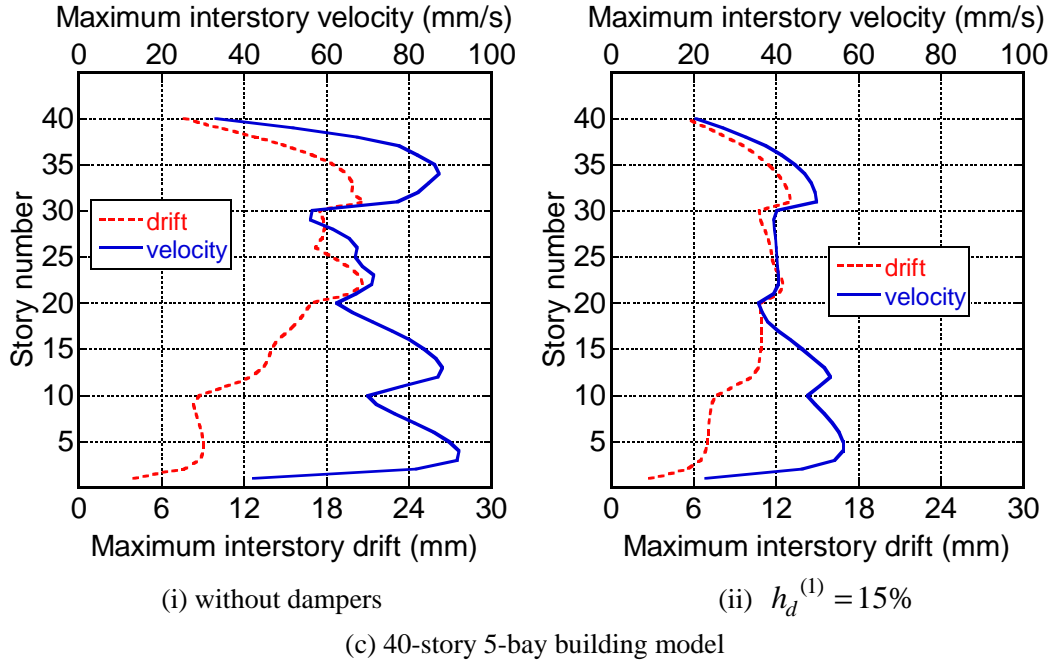 Maximum interstory velocity (mm/s)
0 20 40 60 80 100
Story number
40
35
30
25
20
15
10
5
drift
velocity
0 6 12 18 24 30
Maximum interstory drift (mm)
(i) without dampers
Maximum interstory velocity (mm/s)
0 20 40 60 80 100
Story number
40
35
30
25
20
15
10
5
drift
velocity
0 6 12 18 24 30
Maximum interstory drift (mm)
(ii) h_d^(1) = 15%
(c) 40-story 5-bay building model